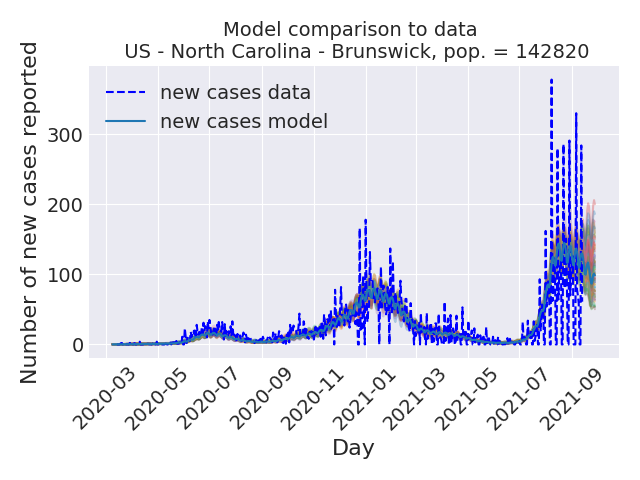 Model comparison to data
US - North Carolina - Brunswick, pop. = 142820
Number of new cases reported
new cases data
new cases model
300
200
100
0
2020-03
2020-05
2020-07
2020-09
2020-11
2021-01
2021-03
2021-05
2021-07
2021-09
Day